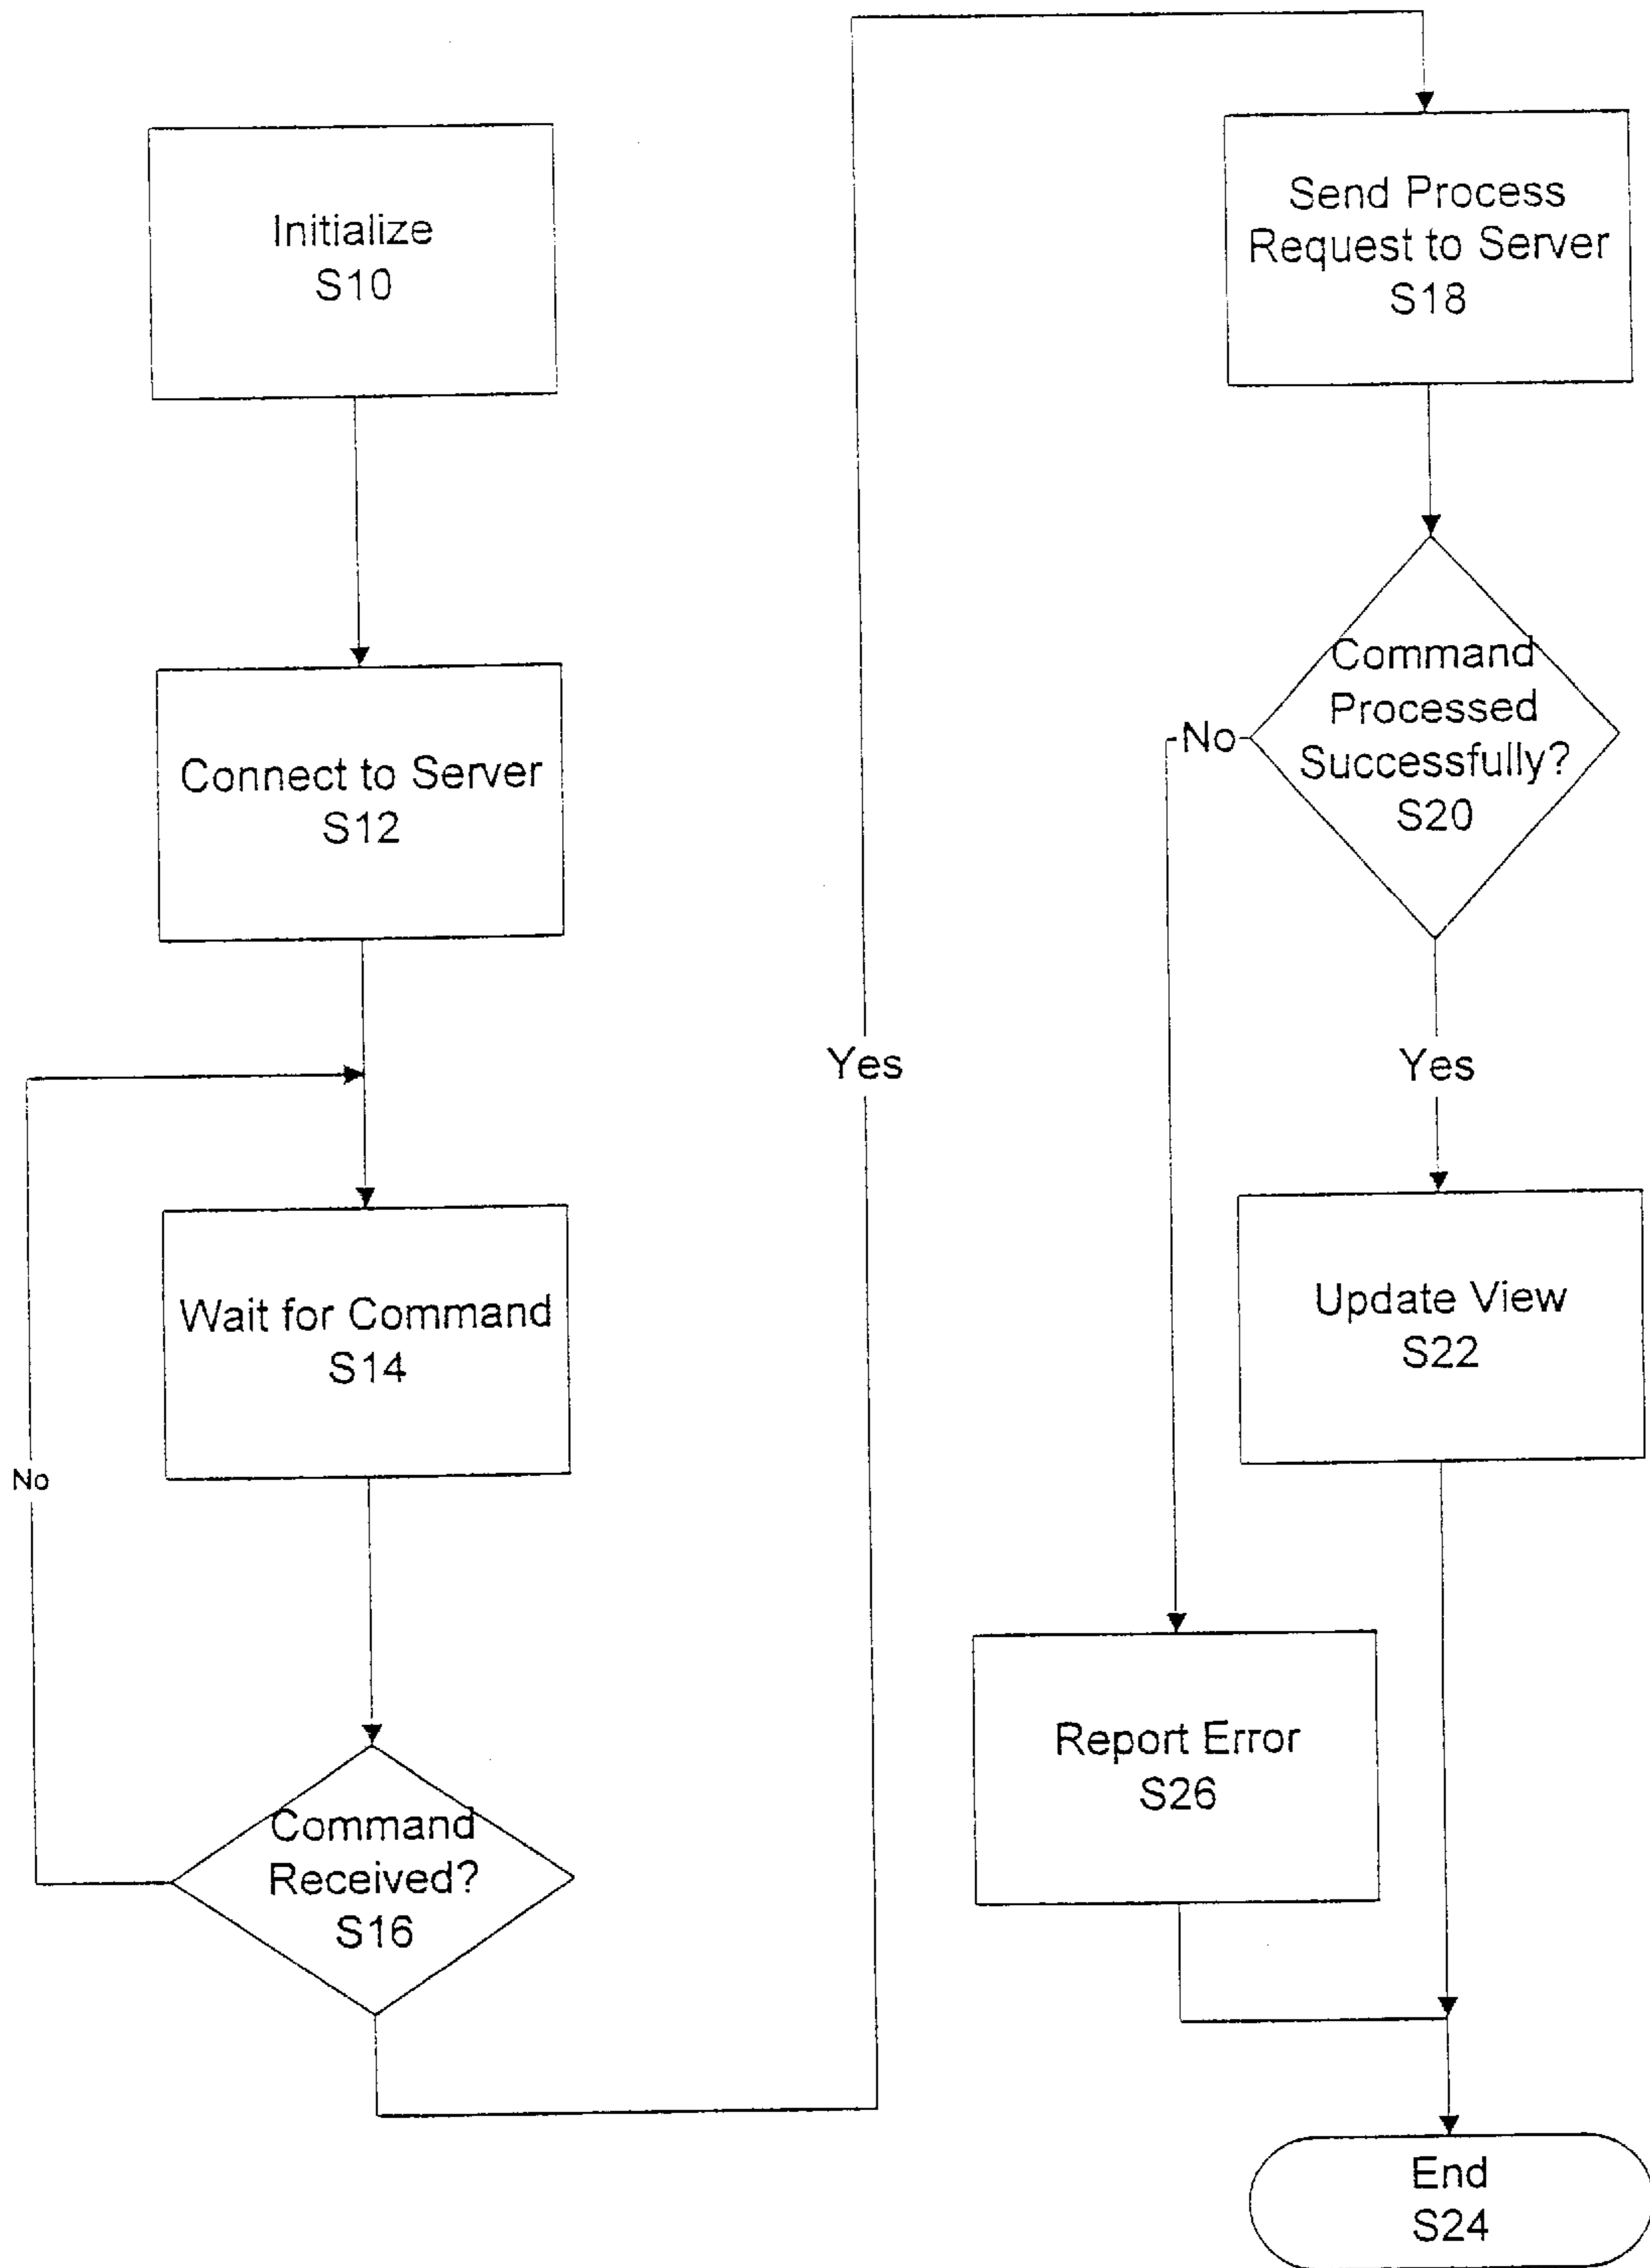 Initialize
S10
Connect to Server
S12
Wait for Command
S14
No
Command
Received?
S16
Yes
Send Process
Request to Server
S18
Command
Processed
Successfully?
S20
No
Yes
Update View
S22
Report Error
S26
End
S24